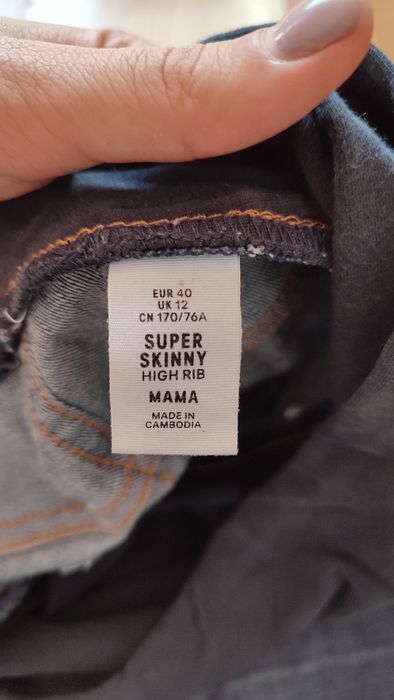 EUR 40
UK 12
CN 170/76A
SUPER
SKINNY
HIGH RIB
MAMA
MADE IN
CAMBODIA